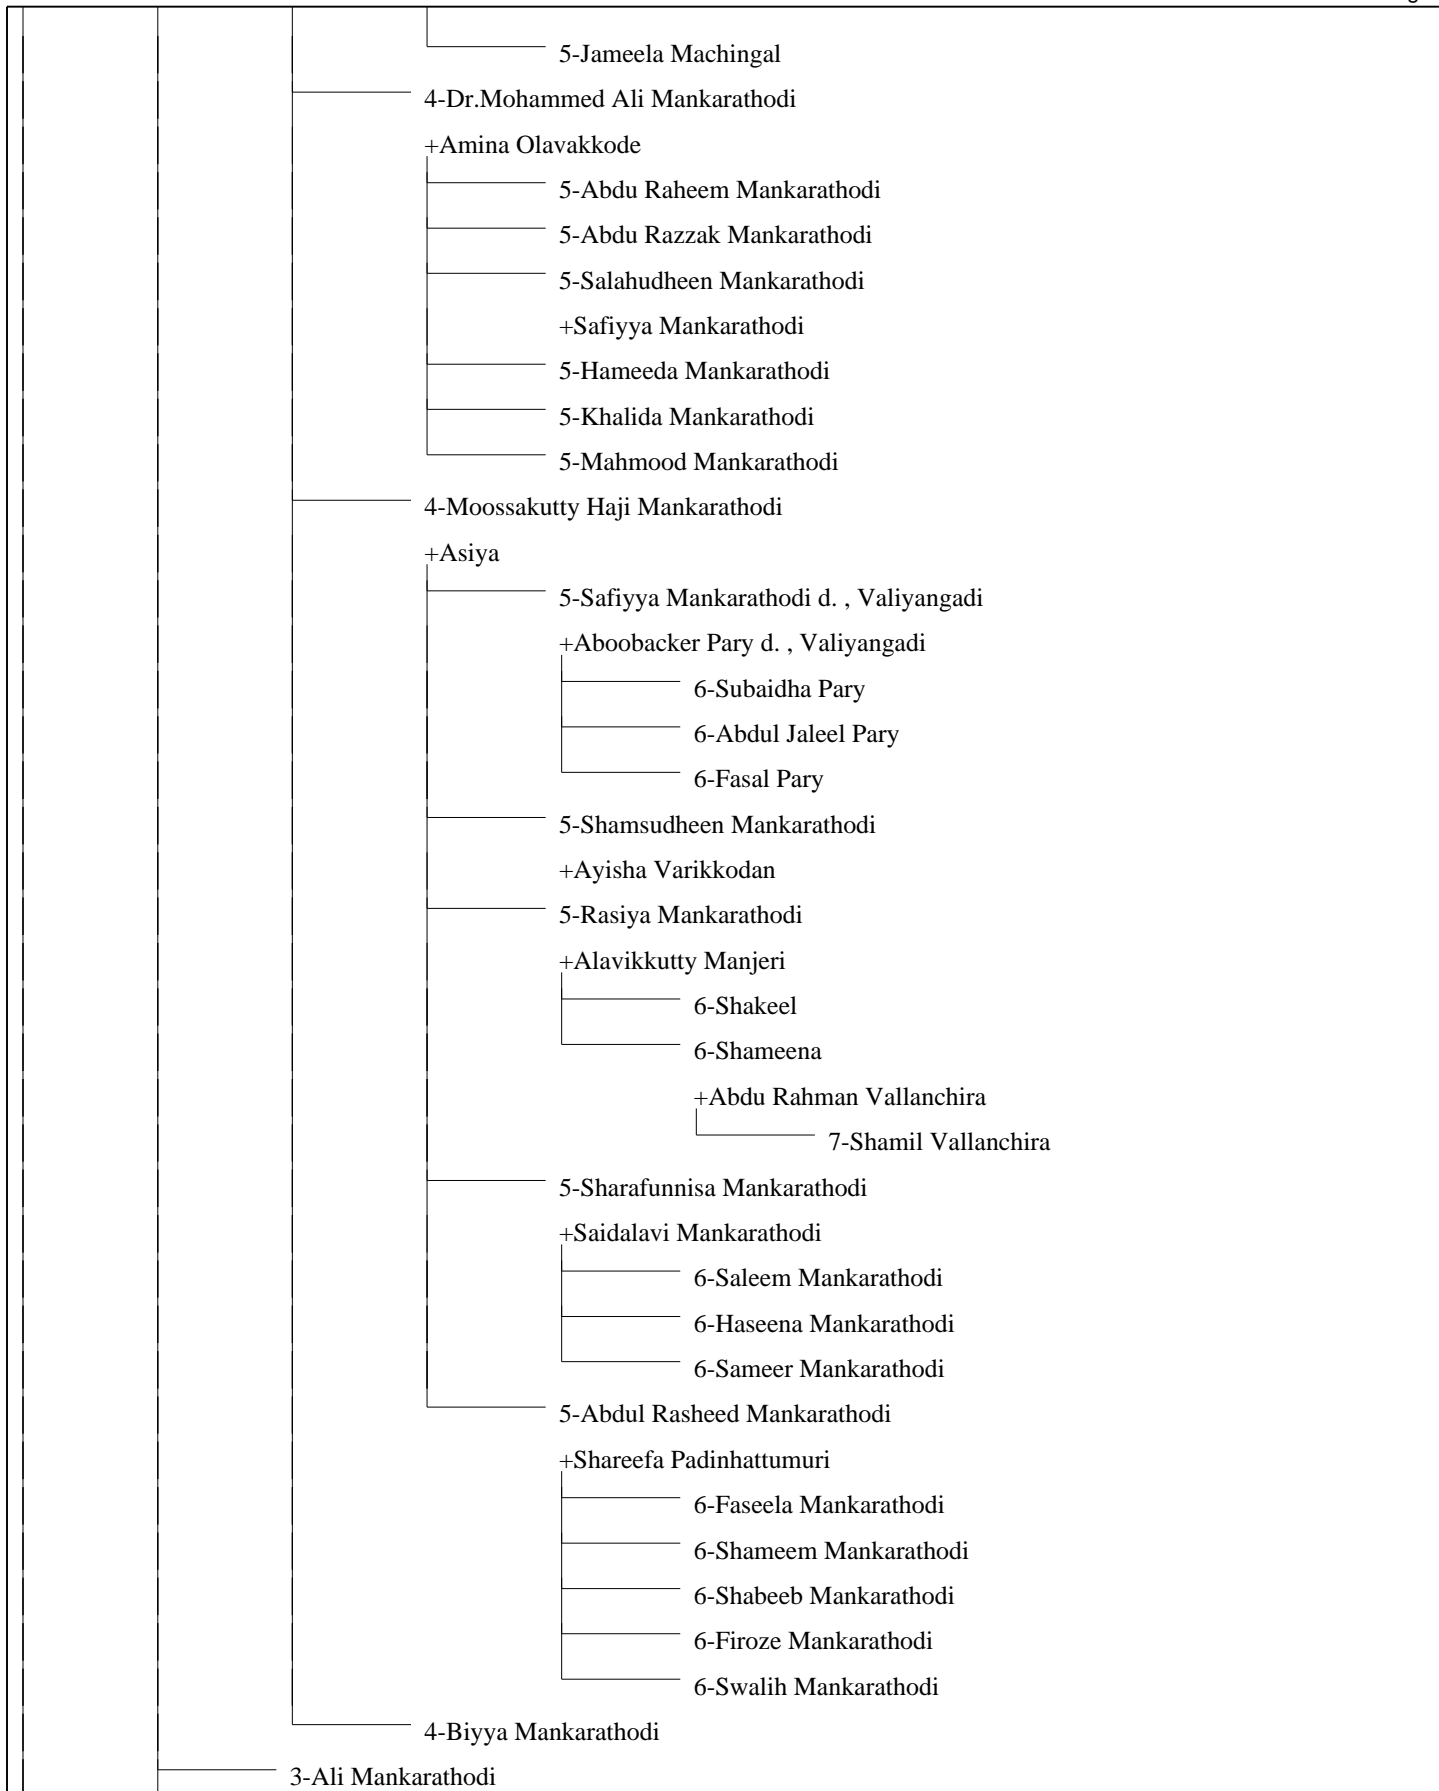 5-Jameela Machingal
4-Dr.Mohammed Ali Mankarathodi
+Amina Olavakkode
5-Abdu Raheem Mankarathodi
5-Abdu Razzak Mankarathodi
5-Salahudheen Mankarathodi
+Safiyya Mankarathodi
5-Hameeda Mankarathodi
5-Khalida Mankarathodi
5-Mahmood Mankarathodi
4-Moossakutty Haji Mankarathodi
+Asiya
5-Safiyya Mankarathodi d. , Valiyangadi
+Aboobacker Pary d. , Valiyangadi
6-Subaidha Pary
6-Abdul Jaleel Pary
6-Fasal Pary
5-Shamsudheen Mankarathodi
+Ayisha Varikkodan
5-Rasiya Mankarathodi
+Alavikkutty Manjeri
6-Shakeel
6-Shameena
+Abdu Rahman Vallanchira
7-Shamil Vallanchira
5-Sharafunnisa Mankarathodi
+Saidalavi Mankarathodi
6-Saleem Mankarathodi
6-Haseena Mankarathodi
6-Sameer Mankarathodi
5-Abdul Rasheed Mankarathodi
+Shareefa Padinhattumuri
6-Faseela Mankarathodi
6-Shameem Mankarathodi
6-Shabeeb Mankarathodi
6-Firoze Mankarathodi
6-Swalih Mankarathodi
4-Biyya Mankarathodi
3-Ali Mankarathodi